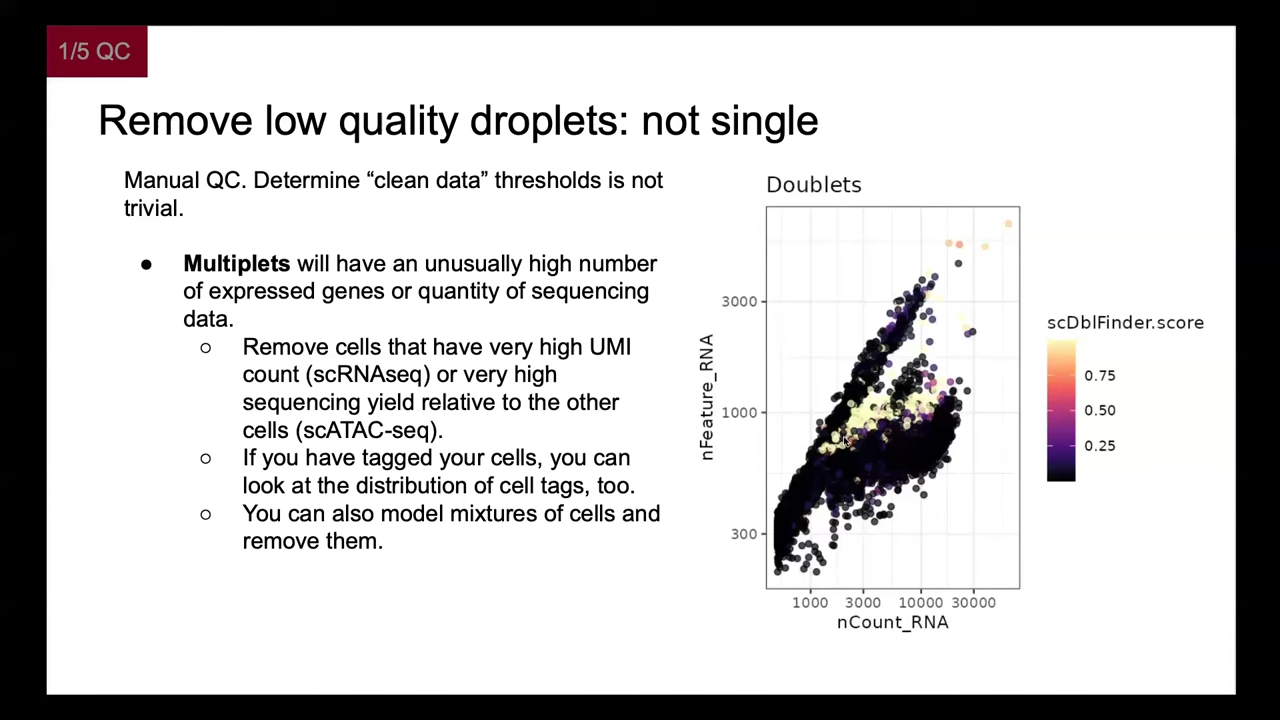 1/5 QC
Remove low quality droplets: not single
Manual QC. Determine “clean data” thresholds is not
trivial.
● Multiplets will have an unusually high number
of expressed genes or quantity of sequencing
data.
○ Remove cells that have very high UMI
count (scRNAseq) or very high
sequencing yield relative to the other
cells (scATAC-seq).
○ If you have tagged your cells, you can
look at the distribution of cell tags, too.
○ You can also model mixtures of cells and
remove them.
Doublets
nFeature_RNA
3000
1000
300
1000 3000 10000 30000
nCount_RNA
scDblFinder.score
0.75
0.50
0.25